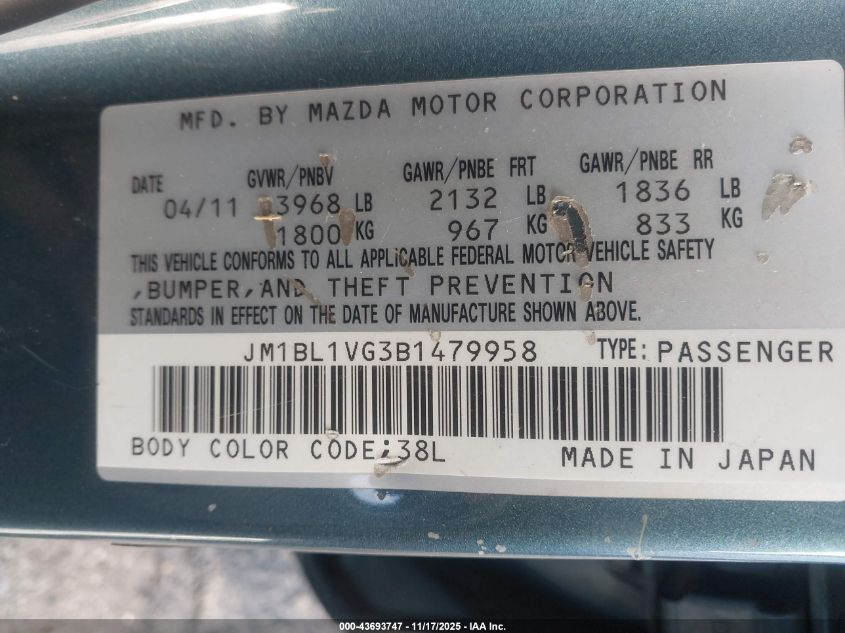 MFD. BY MAZDA MOTOR CORPORATION
DATE GVWR/PNBV GAWR/PNBE FRT GAWR/PNBE RR
04/11 3968 LB 2132 LB 1836 LB
1800 KG 967 KG 833 KG
THIS VEHICLE CONFORMS TO ALL APPLICABLE FEDERAL MOTOR VEHICLE SAFETY
,BUMPER,AND THEFT PREVENTION
STANDARDS IN EFFECT ON THE DATE OF MANUFACTURE SHOWN ABOVE.
JM1BL1VG3B1479958 TYPE: PASSENGER
BODY COLOR CODE:38L MADE IN JAPAN
000-43693747 - 11/17/2025 - IAA Inc.